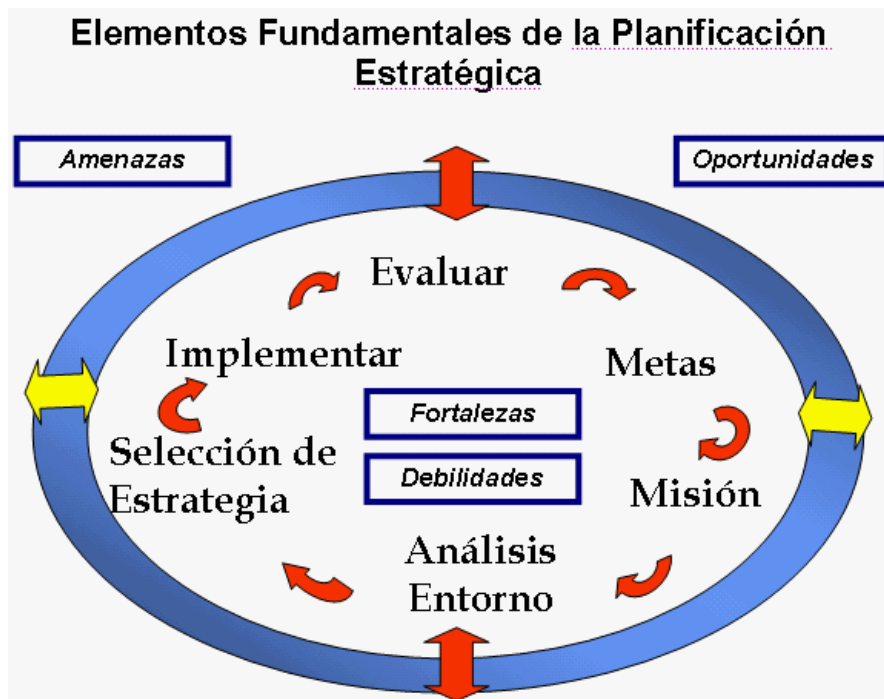 Elementos Fundamentales de la Planificación
Estratégica
Amenazas
Oportunidades
Evaluar
Implementar
Metas
Fortalezas
Selección de
Estrategia
Debilidades
Misión
Análisis
Entorno